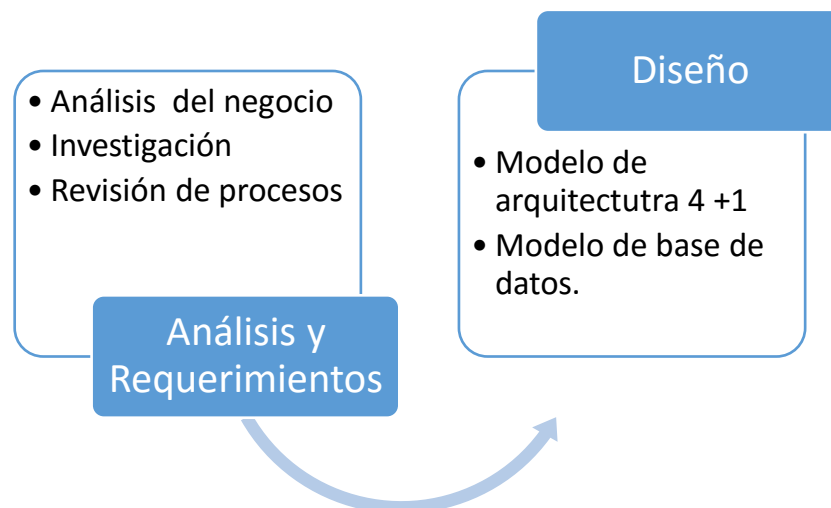 • Análisis  del negocio
• Investigación
• Revisión de procesos
Análisis y
Requerimientos
Diseño
• Modelo de
arquitectutra 4 +1
• Modelo de base de
datos.